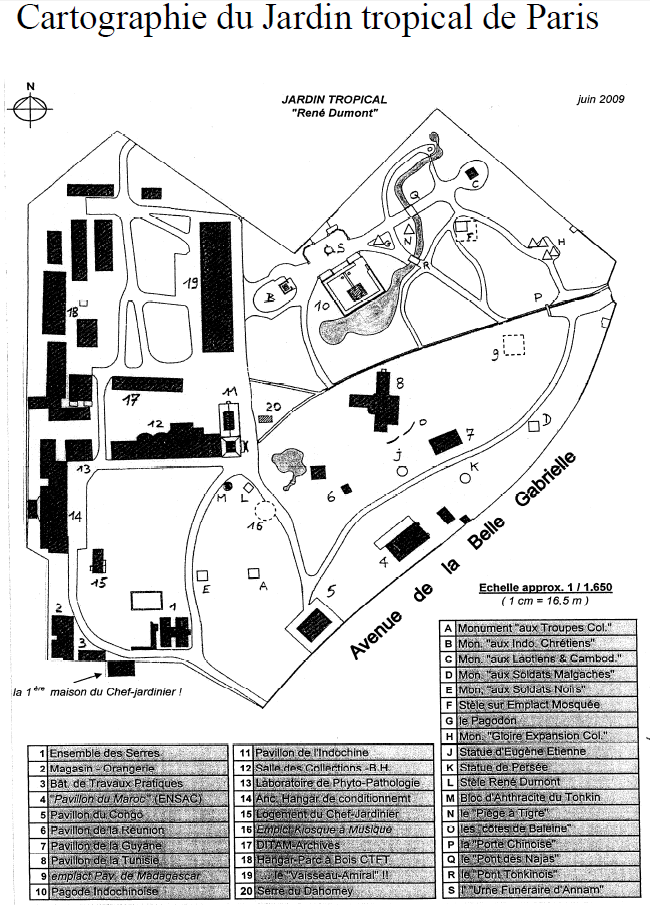 Cartographie du Jardin tropical de Paris
N
JARDIN TROPICAL
"René Dumont"
juin 2009
C
Q
S
G
N
F
H
R
B
10
19
18
P
9
17
11
20
8
12
X
7
D
J
K
13
M
L
6
16
14
4
15
E
A
5
2
1
3
Avenue de la Belle Gabrielle
Echelle approx. 1 / 1.650
( 1 cm = 16,5 m )
la 1ère maison du Chef-jardinier !
A Monument "aux Troupes Col."
B Mon. "aux Indo. Chrétiens"
C Mon. "aux Laotiens & Cambod."
D Mon. "aux Soldats Malgaches"
E Mon. "aux Soldats Noirs"
F Stèle sur Emplact Mosquée
G le Pagodon
H Mon. "Gloire Expansion Col."
J Statue d'Eugène Etienne
K Statue de Persée
L Stèle René Dumont
M Bloc d'Anthracite du Tonkin
N le "Piège à Tigre"
O les "côtes de Baleine"
P la "Porte Chinoise"
Q le "Pont des Najas"
R le "Pont Tonkinois"
S l' "Urne Funéraire d'Annam"
1 Ensemble des Serres
2 Magasin - Orangerie
3 Bât. de Travaux Pratiques
4 "Pavillon du Maroc" (ENSAC)
5 Pavillon du Congo
6 Pavillon de la Réunion
7 Pavillon de la Guyane
8 Pavillon de la Tunisie
9 emplact Pav. de Madagascar
10 Pagode Indochinoise
11 Pavillon de l'Indochine
12 Salle des Collections -B.H.
13 Laboratoire de Phyto-Pathologie
14 Anc. Hangar de conditionnemt
15 Logement du Chef-Jardinier
16 Emplct Kiosque à Musique
17 DITAM-Archives
18 Hangar-Parc à Bois CTFT
19 .... le "Vaisseau-Amiral" !!
20 Serre du Dahomey